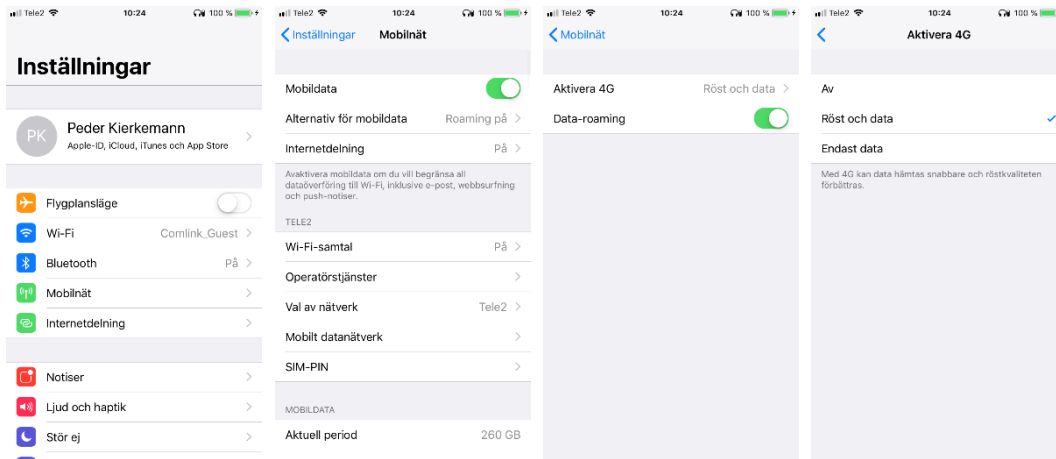 Tele2 10:24 100 %
Inställningar
PK
Peder Kierkemann
Apple-ID, iCloud, iTunes och App Store
Flygplansläge
Wi-Fi Comlink_Guest
Bluetooth På
Mobilnät
Internetdelning
Notiser
Ljud och haptik
Stör ej
Tele2 10:24 100 %
Inställningar Mobilnät
Mobildata
Alternativ för mobildata Roaming på
Internetdelning På
Avaktivera mobildata om du vill begränsa all
dataöverföring till Wi-Fi, inklusive e-post, webbsurfning
och push-notiser.
TELE2
Wi-Fi-samtal På
Operatörstjänster
Val av nätverk Tele2
Mobilt datanätverk
SIM-PIN
MOBILDATA
Aktuell period 260 GB
Tele2 10:24 100 %
Mobilnät
Aktivera 4G Röst och data
Data-roaming
Tele2 10:24 100 %
Aktivera 4G
Av
Röst och data
Endast data
Med 4G kan data hämtas snabbare och röstkvaliteten
förbättras.